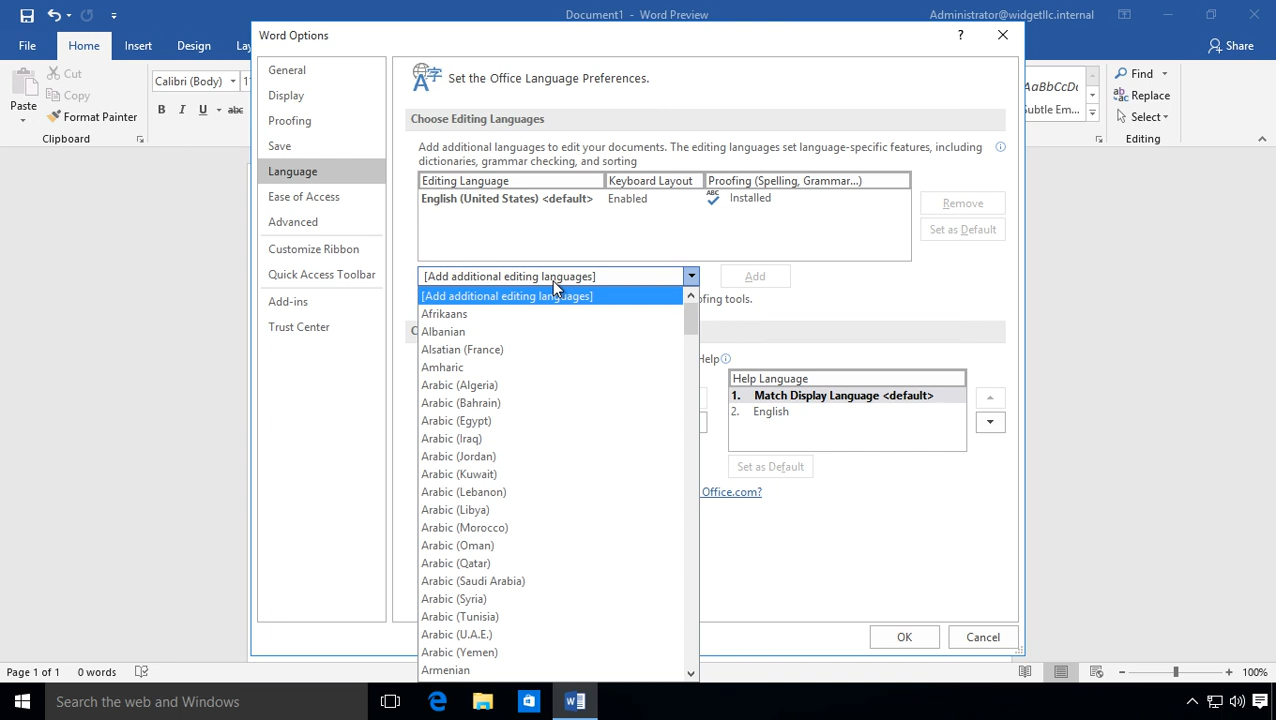 Document1 - Word Preview
Administrator@widgetllc.internal
File
Home
Insert
Design
Share
Cut
Copy
Format Painter
Paste
Clipboard
Calibri (Body)
B I U abc
Subtle Em...
Find
Replace
Select
Editing
Word Options
?
General
Display
Proofing
Save
Language
Ease of Access
Advanced
Customize Ribbon
Quick Access Toolbar
Add-ins
Trust Center
Set the Office Language Preferences.
Choose Editing Languages
Add additional languages to edit your documents. The editing languages set language-specific features, including
dictionaries, grammar checking, and sorting
Editing Language Keyboard Layout Proofing (Spelling, Grammar...)
English (United States) <default> Enabled ABC Installed
Remove
Set as Default
[Add additional editing languages]
Add
[Add additional editing languages]
Afrikaans
Albanian
Alsatian (France)
Amharic
Arabic (Algeria)
Arabic (Bahrain)
Arabic (Egypt)
Arabic (Iraq)
Arabic (Jordan)
Arabic (Kuwait)
Arabic (Lebanon)
Arabic (Libya)
Arabic (Morocco)
Arabic (Oman)
Arabic (Qatar)
Arabic (Saudi Arabia)
Arabic (Syria)
Arabic (Tunisia)
Arabic (U.A.E.)
Arabic (Yemen)
Armenian
tools.
Help
Help Language
1. Match Display Language <default>
2. English
Set as Default
Office.com?
OK
Cancel
Page 1 of 1 0 words
100%
Search the web and Windows